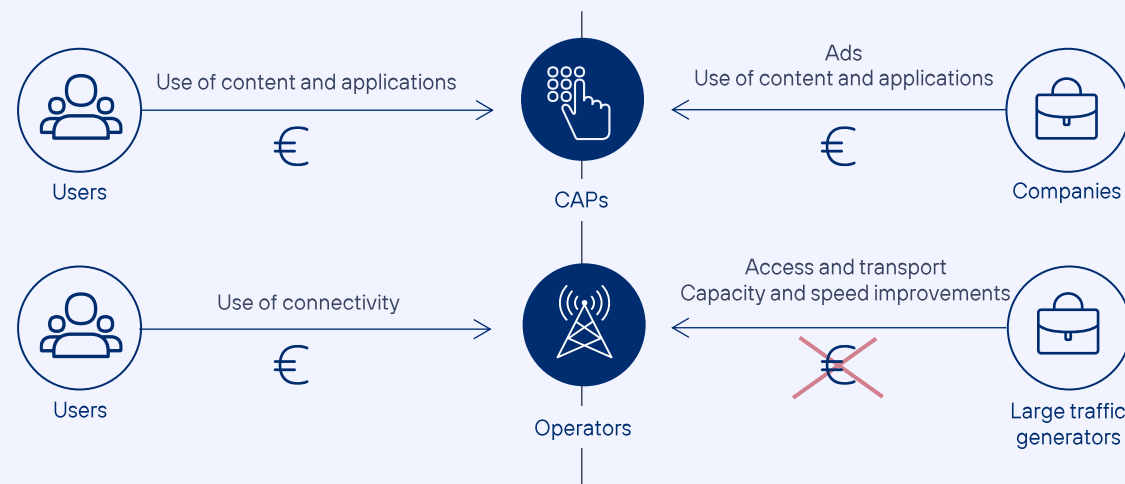 Use of content and applications
€
Users
CAPs
Ads
Use of content and applications
€
Companies
Use of connectivity
€
Users
Operators
Access and transport
Capacity and speed improvements
€
Large traffic
generators